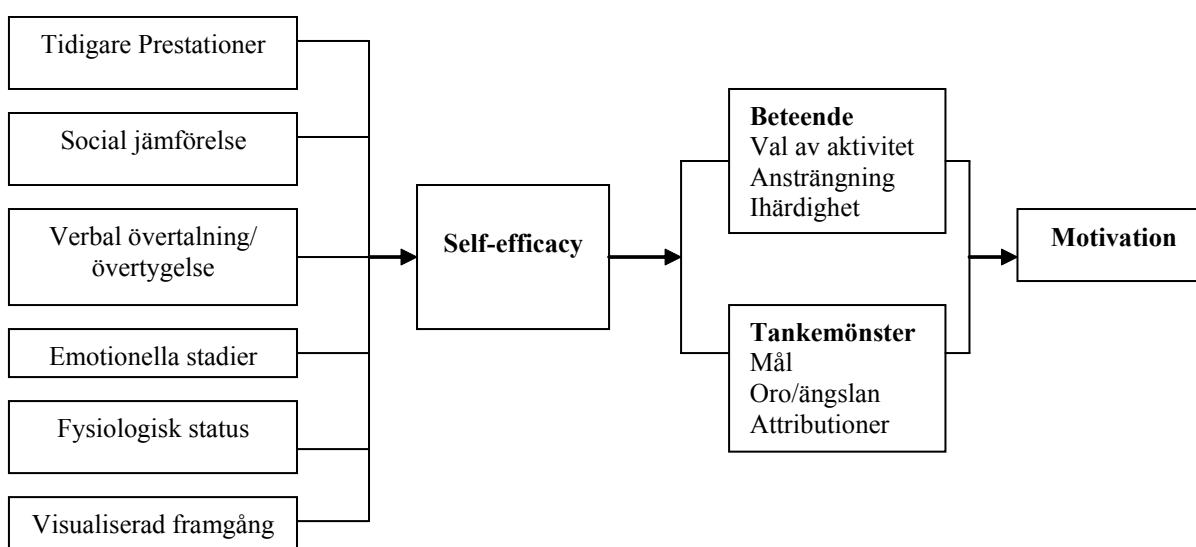 Tidigare Prestationer
Social jämförelse
Verbal övertalning/
övertygelse
Emotionella stadier
Fysiologisk status
Visualiserad framgång
Self-efficacy
Beteende
Val av aktivitet
Ansträngning
Ihärdighet
Tankemönster
Mål
Oro/ängslan
Attributioner
Motivation